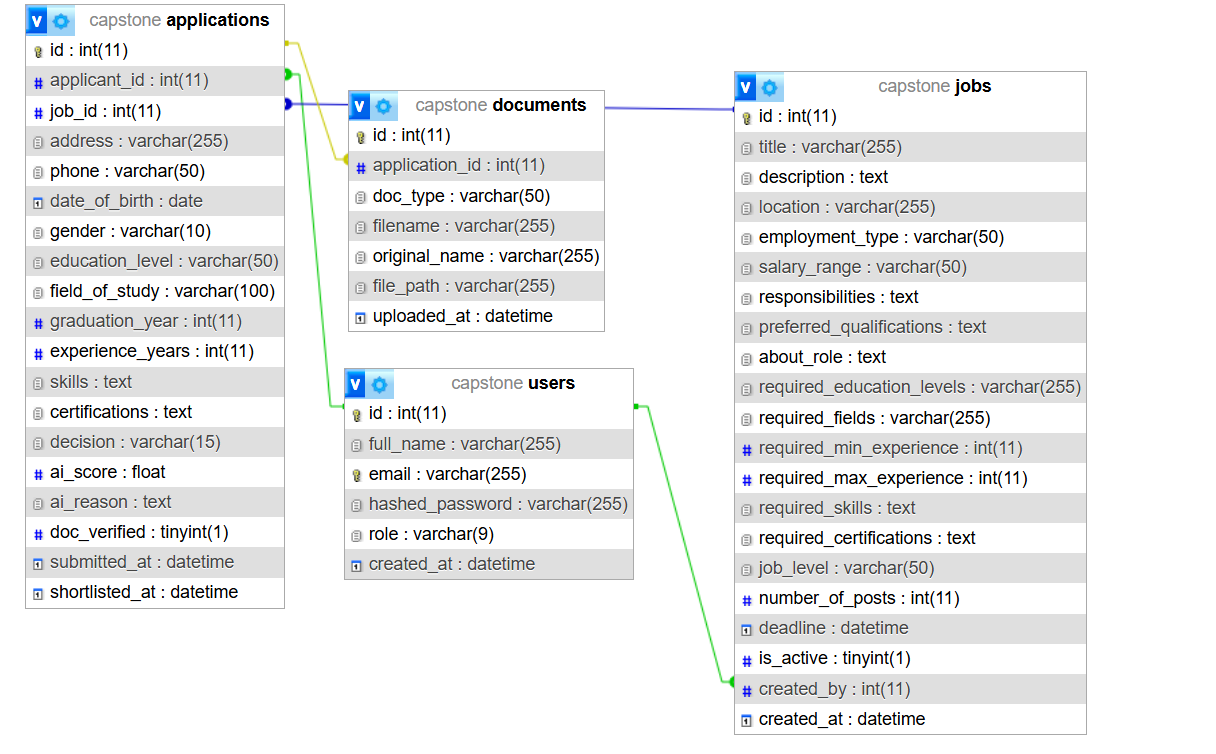 v capstone applications
id : int(11)
# applicant_id : int(11)
# job_id : int(11)
address : varchar(255)
phone : varchar(50)
date_of_birth : date
gender : varchar(10)
education_level : varchar(50)
field_of_study : varchar(100)
# graduation_year : int(11)
# experience_years : int(11)
skills : text
certifications : text
decision : varchar(15)
# ai_score : float
ai_reason : text
# doc_verified : tinyint(1)
submitted_at : datetime
shortlisted_at : datetime
v capstone documents
id : int(11)
# application_id : int(11)
doc_type : varchar(50)
filename : varchar(255)
original_name : varchar(255)
file_path : varchar(255)
uploaded_at : datetime
v capstone users
id : int(11)
full_name : varchar(255)
email : varchar(255)
hashed_password : varchar(255)
role : varchar(9)
created_at : datetime
v capstone jobs
id : int(11)
title : varchar(255)
description : text
location : varchar(255)
employment_type : varchar(50)
salary_range : varchar(50)
responsibilities : text
preferred_qualifications : text
about_role : text
required_education_levels : varchar(255)
required_fields : varchar(255)
# required_min_experience : int(11)
# required_max_experience : int(11)
required_skills : text
required_certifications : text
job_level : varchar(50)
# number_of_posts : int(11)
deadline : datetime
# is_active : tinyint(1)
# created_by : int(11)
created_at : datetime